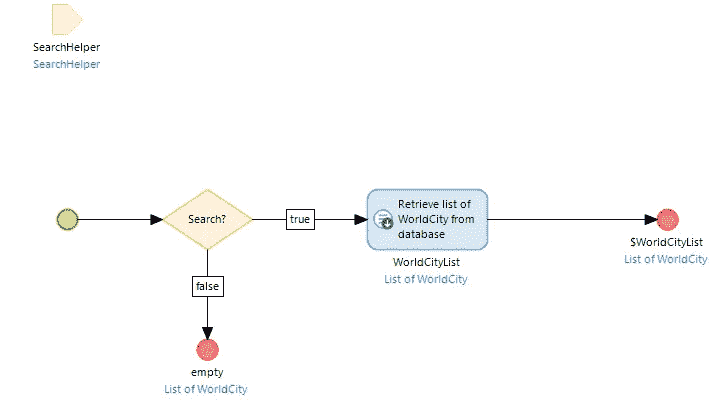 SearchHelper
SearchHelper
Search?
true
Retrieve list of
WorldCity from
database
WorldCityList
List of WorldCity
$WorldCityList
List of WorldCity
false
empty
List of WorldCity